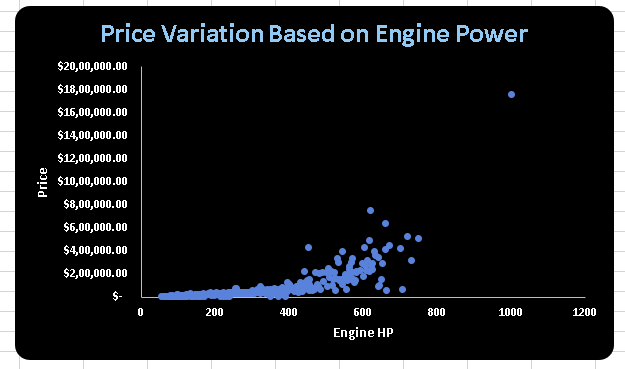 Price Variation Based on Engine Power
$20,00,000.00
$18,00,000.00
$16,00,000.00
$14,00,000.00
$12,00,000.00
$10,00,000.00
$8,00,000.00
$6,00,000.00
$4,00,000.00
$2,00,000.00
$-
Price
0 200 400 600 800 1000 1200
Engine HP